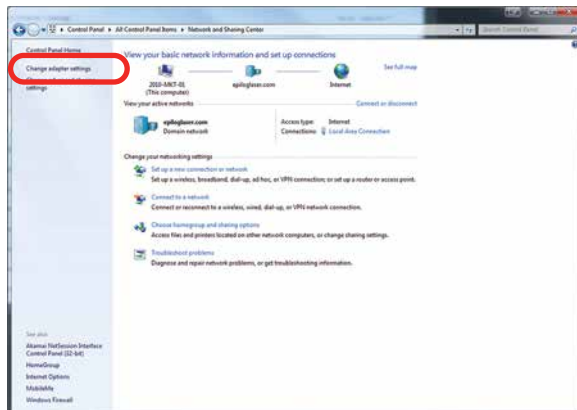 Control Panel ▸ All Control Panel Items ▸ Network and Sharing Center
Search Control Panel
Control Panel Home
Change adapter settings
settings
View your basic network information and set up connections
See full map
2010-MKT-01
(This computer)
epiloglaser.com
Internet
View your active networks
Connect or disconnect
epiloglaser.com
Domain network
Access type: Internet
Connections: Local Area Connection
Change your networking settings
Set up a new connection or network
Set up a wireless, broadband, dial-up, ad hoc, or VPN connection; or set up a router or access point.
Connect to a network
Connect or reconnect to a wireless, wired, dial-up, or VPN network connection.
Choose homegroup and sharing options
Access files and printers located on other network computers, or change sharing settings.
Troubleshoot problems
Diagnose and repair network problems, or get troubleshooting information.
See also
Akamai NetSession Interface
Control Panel (32-bit)
HomeGroup
Internet Options
MobileMe
Windows Firewall